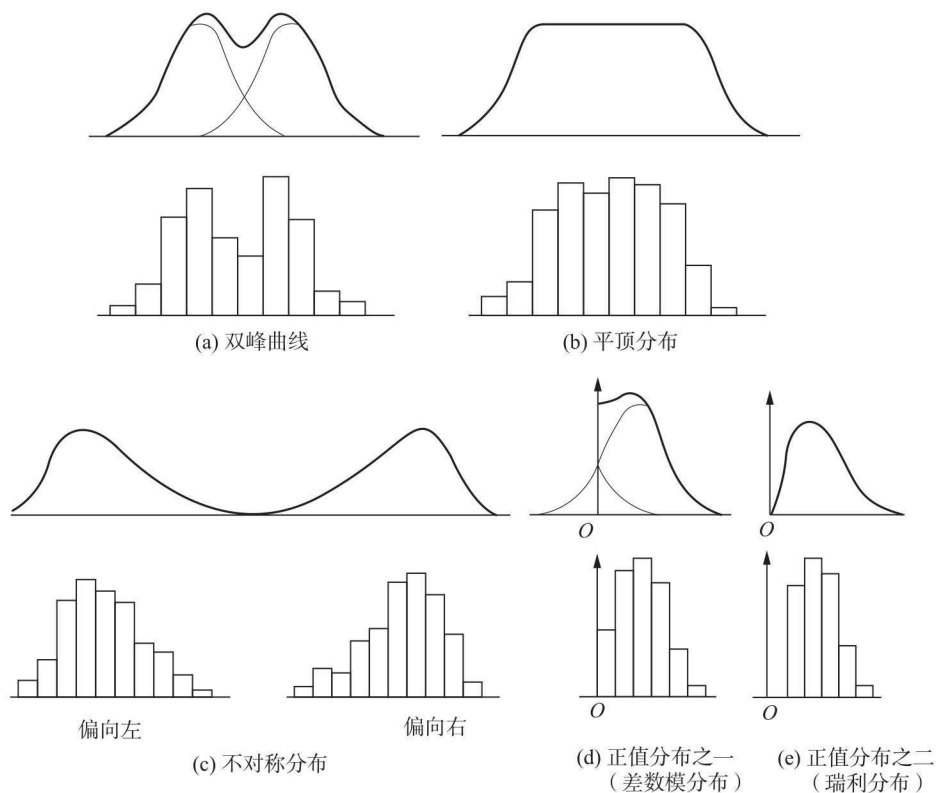 (a) 双峰曲线
(b) 平顶分布
O
O
O
O
偏向左
偏向右
(c) 不对称分布
(d) 正值分布之一
（差数模分布）
(e) 正值分布之二
（瑞利分布）